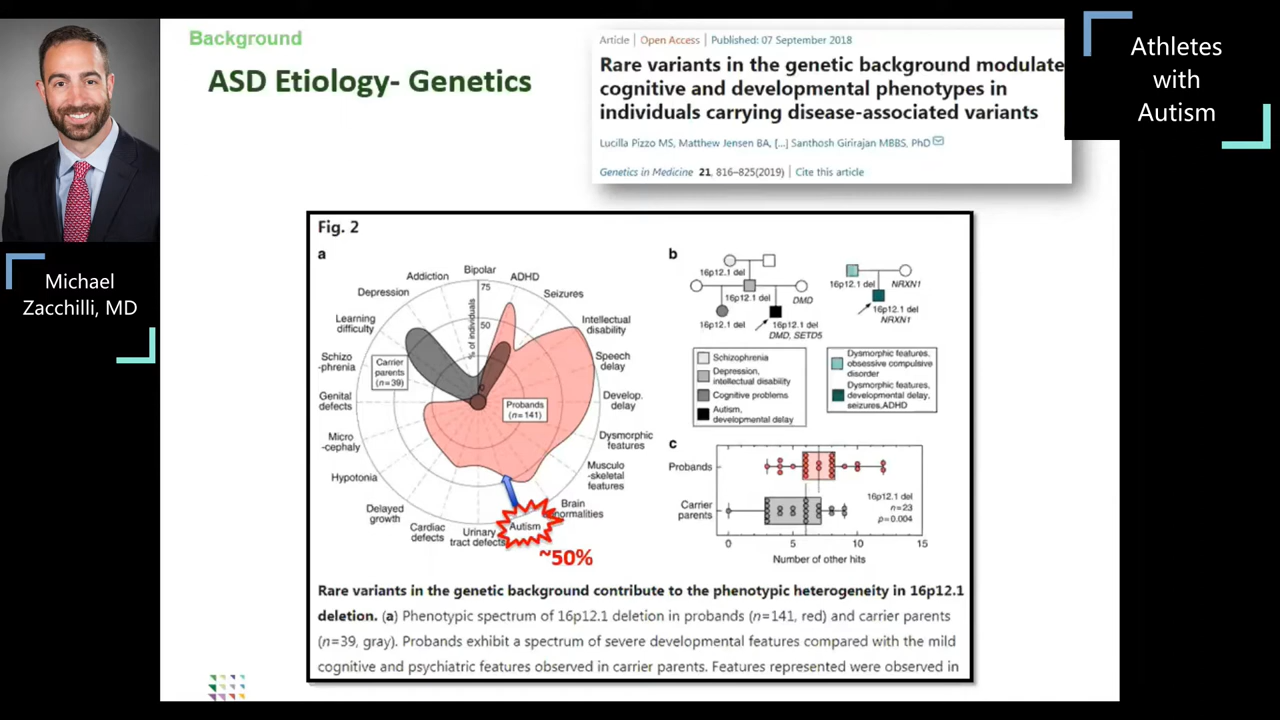 Background
ASD Etiology- Genetics
Article | Open Access | Published: 07 September 2018
Rare variants in the genetic background modulate
cognitive and developmental phenotypes in
individuals carrying disease-associated variants
Lucilla Pizzo MS, Matthew Jensen BA, [...] Santhosh Girirajan MBBS, PhD
Genetics in Medicine 21, 816–825(2019) | Cite this article
Athletes
with
Autism
Michael
Zacchilli, MD
Fig. 2
a
Bipolar
ADHD
Seizures
Intellectual
disability
Speech
delay
Develop.
delay
Dysmorphic
features
Musculo
-skeletal
features
Brain
bnormalities
Autism
~50%
Urinary
tract defects
Cardiac
defects
Delayed
growth
Hypotonia
Micro
-cephaly
Genital
defects
Schizo
-phrenia
Learning
difficulty
Depression
Addiction
75
50
% of individuals
Carrier
parents
(n=39)
Probands
(n=141)
b
16p12.1 del
16p12.1 del
DMD
16p12.1 del
16p12.1 del
DMD, SETD5
16p12.1 del
NRXN1
16p12.1 del
NRXN1
Schizophrenia
Depression,
intellectual disability
Cognitive problems
Autism,
developmental delay
Dysmorphic features,
obsessive compulsive
disorder
Dysmorphic features,
developmental delay,
seizures,ADHD
c
Probands
Carrier
parents
16p12.1 del
n=23
p=0.004
0 5 10 15
Number of other hits
Rare variants in the genetic background contribute to the phenotypic heterogeneity in 16p12.1
deletion. (a) Phenotypic spectrum of 16p12.1 deletion in probands (n=141, red) and carrier parents
(n=39, gray). Probands exhibit a spectrum of severe developmental features compared with the mild
cognitive and psychiatric features observed in carrier parents. Features represented were observed in